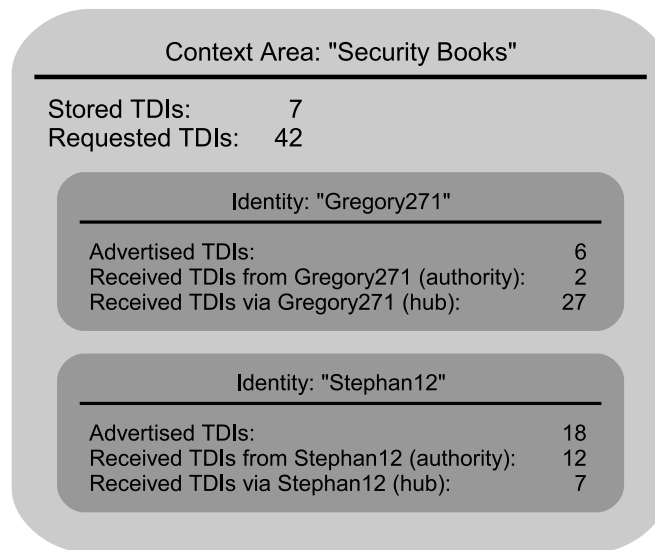 Context Area: "Security Books"
Stored TDIs: 7
Requested TDIs: 42
Identity: "Gregory271"
Advertised TDIs: 6
Received TDIs from Gregory271 (authority): 2
Received TDIs via Gregory271 (hub): 27
Identity: "Stephan12"
Advertised TDIs: 18
Received TDIs from Stephan12 (authority): 12
Received TDIs via Stephan12 (hub): 7